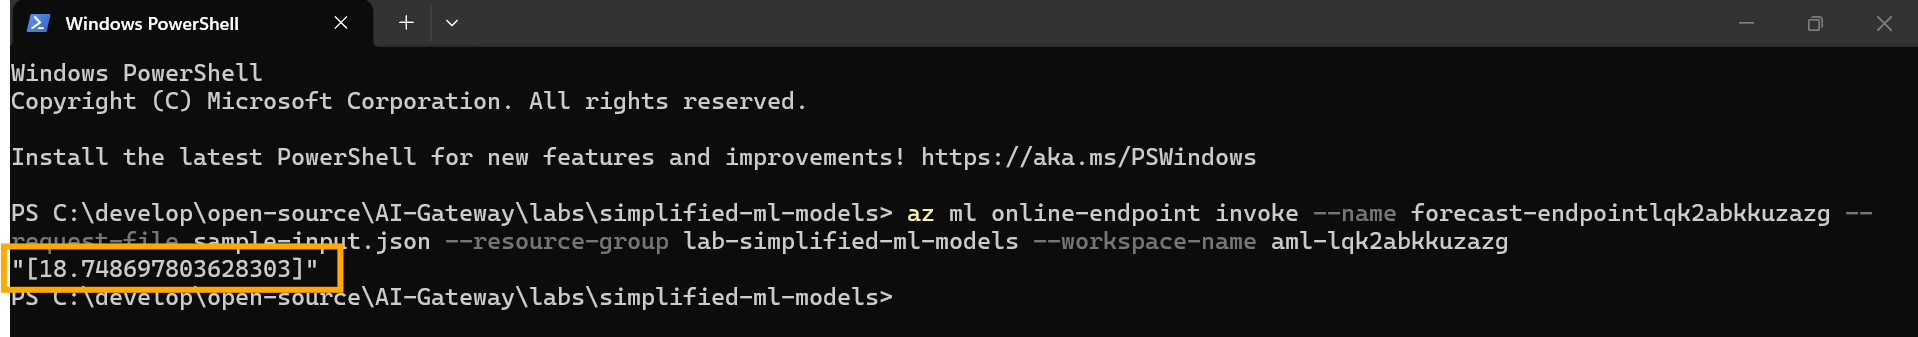 Windows PowerShell
Windows PowerShell
Copyright (C) Microsoft Corporation. All rights reserved.
Install the latest PowerShell for new features and improvements! https://aka.ms/PSWindows
PS C:\develop\open-source\AI-Gateway\labs\simplified-ml-models> az ml online-endpoint invoke --name forecast-endpointlqk2abkkuzazg --
request-file sample-input.json --resource-group lab-simplified-ml-models --workspace-name aml-lqk2abkkuzazg
"[18.748697803628303]"
PS C:\develop\open-source\AI-Gateway\labs\simplified-ml-models>